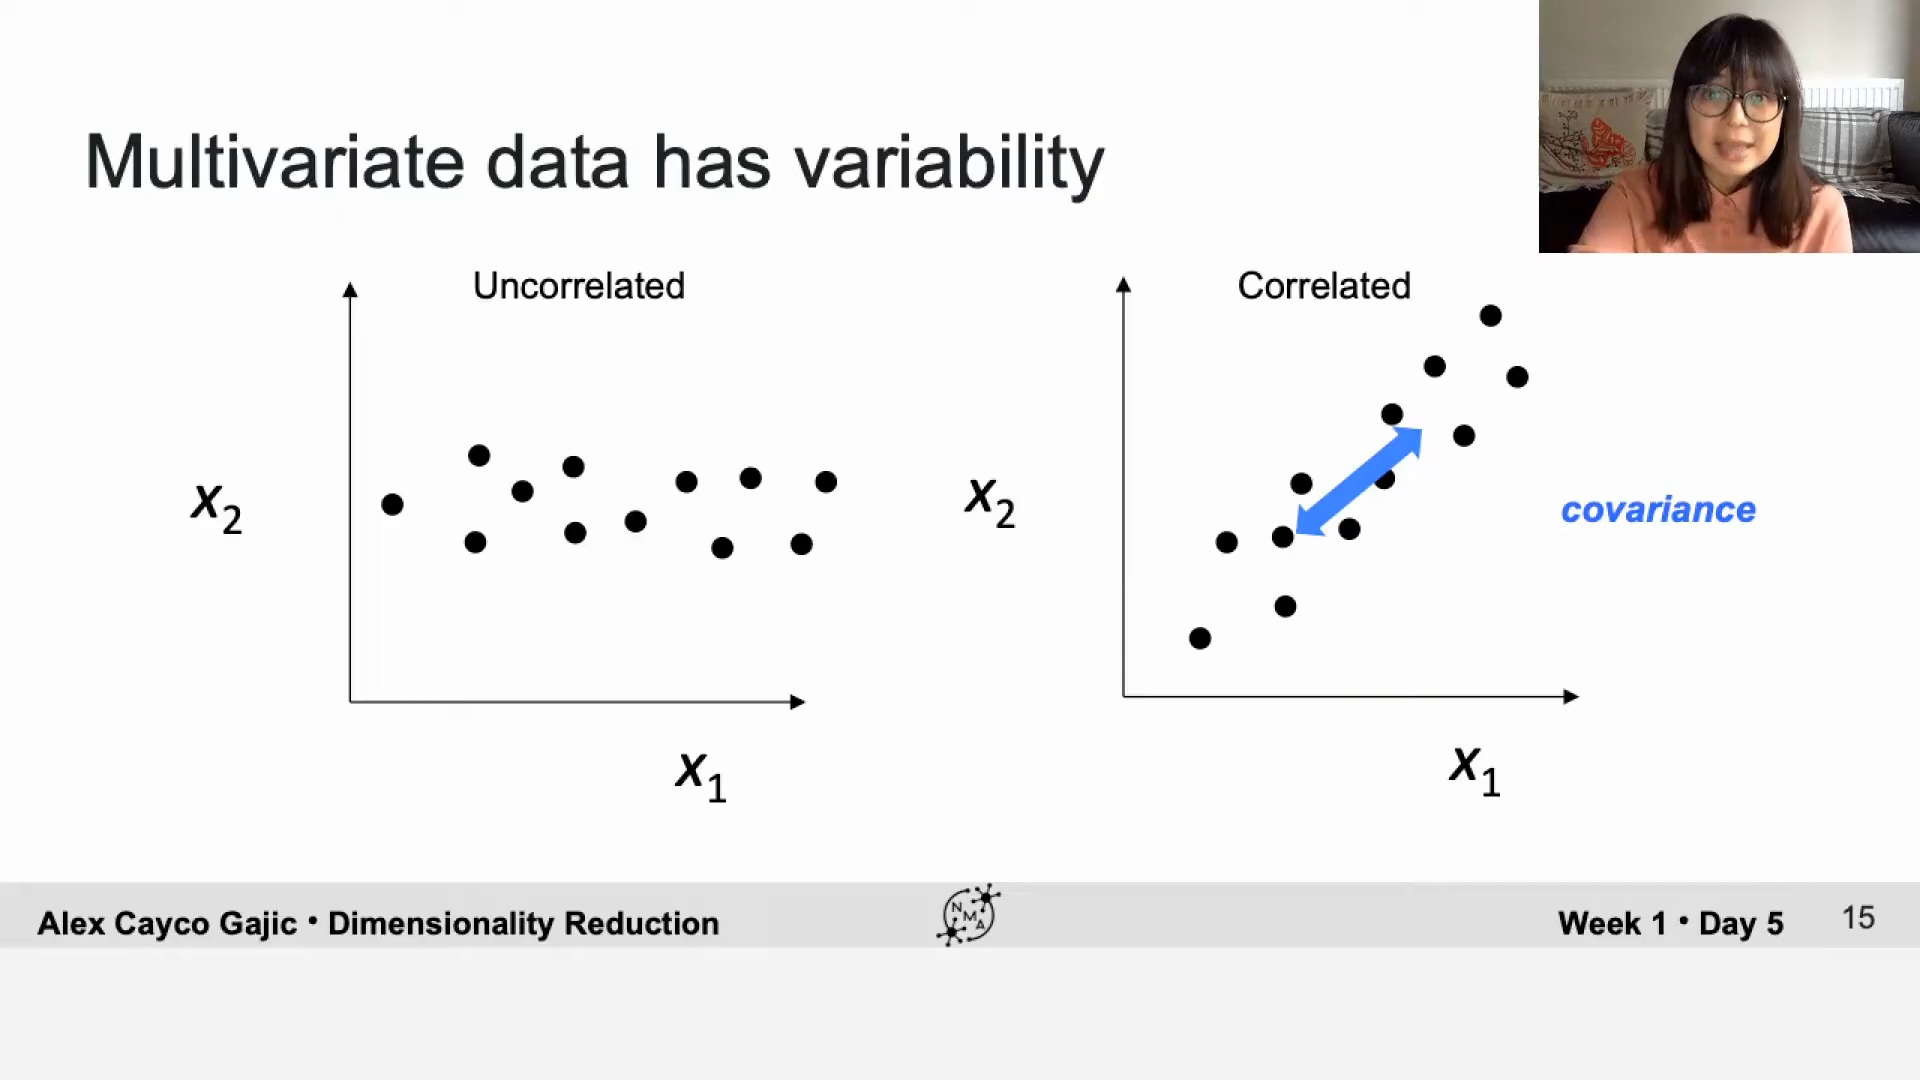 Multivariate data has variability
Uncorrelated
Correlated
x2
x1
x2
x1
covariance
Alex Cayco Gajic • Dimensionality Reduction
NMA
Week 1 • Day 5
15